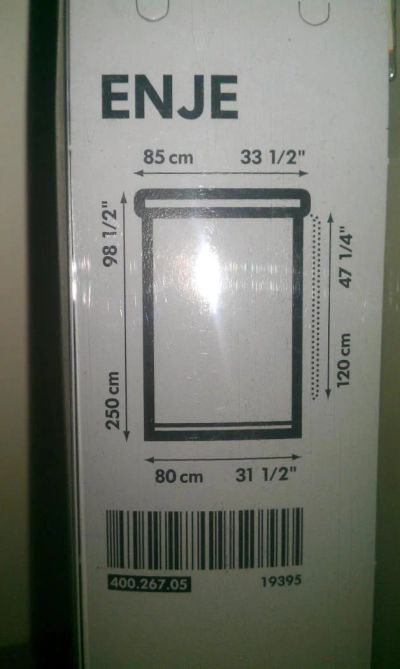 ENJE
85 cm 33 1/2"
98 1/2"
250 cm
47 1/4"
120 cm
80 cm 31 1/2"
400.267.05 19395